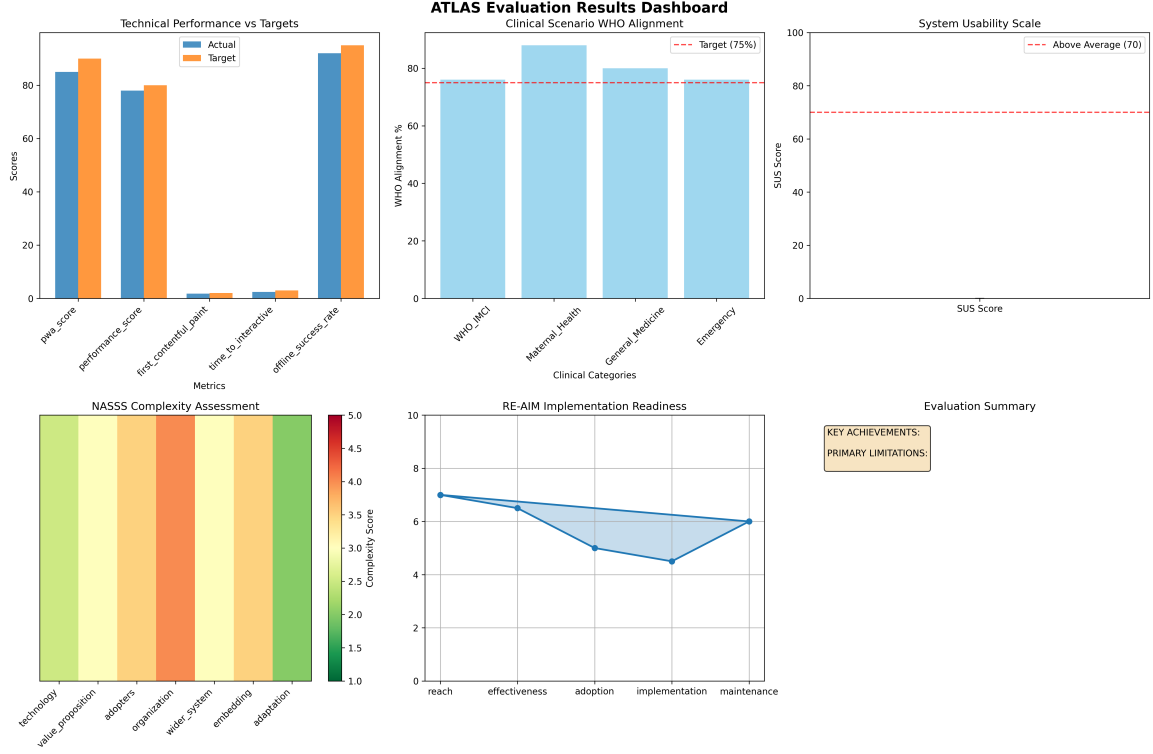 ATLAS Evaluation Results Dashboard
Technical Performance vs Targets
Actual
Target
Scores
80
60
40
20
0
pwa_score
performance_score
first_contentful_paint
time_to_interactive
offline_success_rate
Metrics
Clinical Scenario WHO Alignment
Target (75%)
WHO Alignment %
80
60
40
20
0
WHO_IMCI
Maternal_Health
General_Medicine
Emergency
Clinical Categories
System Usability Scale
Above Average (70)
SUS Score
100
80
60
40
20
0
SUS Score
NASSS Complexity Assessment
technology
value_proposition
adopters
organization
wider_system
embedding
adaptation
5.0
4.5
4.0
3.5
3.0
2.5
2.0
1.5
1.0
Complexity Score
RE-AIM Implementation Readiness
10
8
6
4
2
0
reach
effectiveness
adoption
implementation
maintenance
Evaluation Summary
KEY ACHIEVEMENTS:
PRIMARY LIMITATIONS: